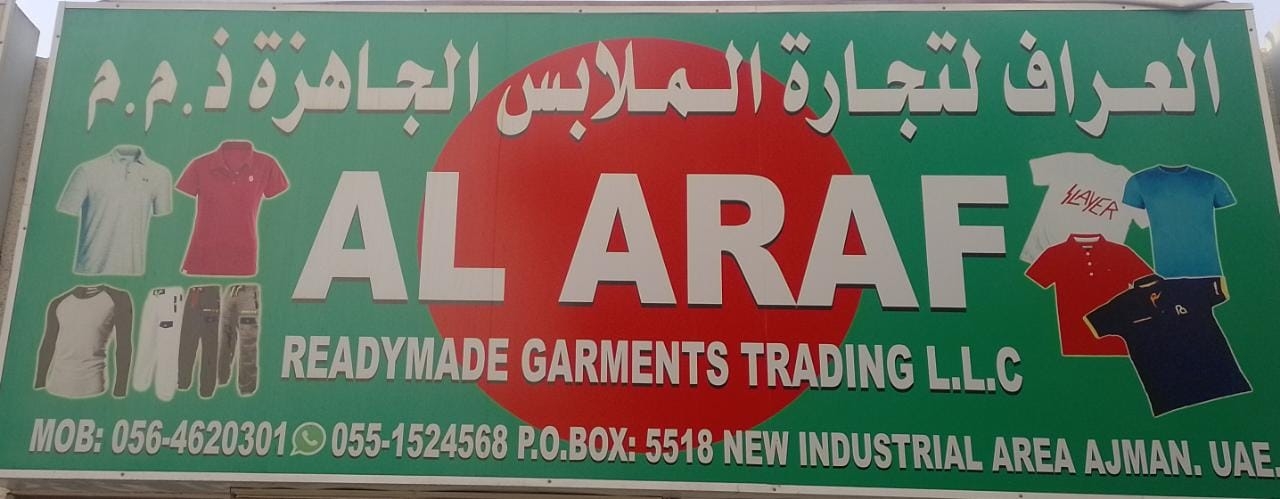 العراف لتجارة الملابس الجاهزة ذ.م.م
AL ARAF
SLAYER
READYMADE GARMENTS TRADING L.L.C
MOB: 056-4620301 055-1524568 P.O.BOX: 5518 NEW INDUSTRIAL AREA AJMAN. UAE.